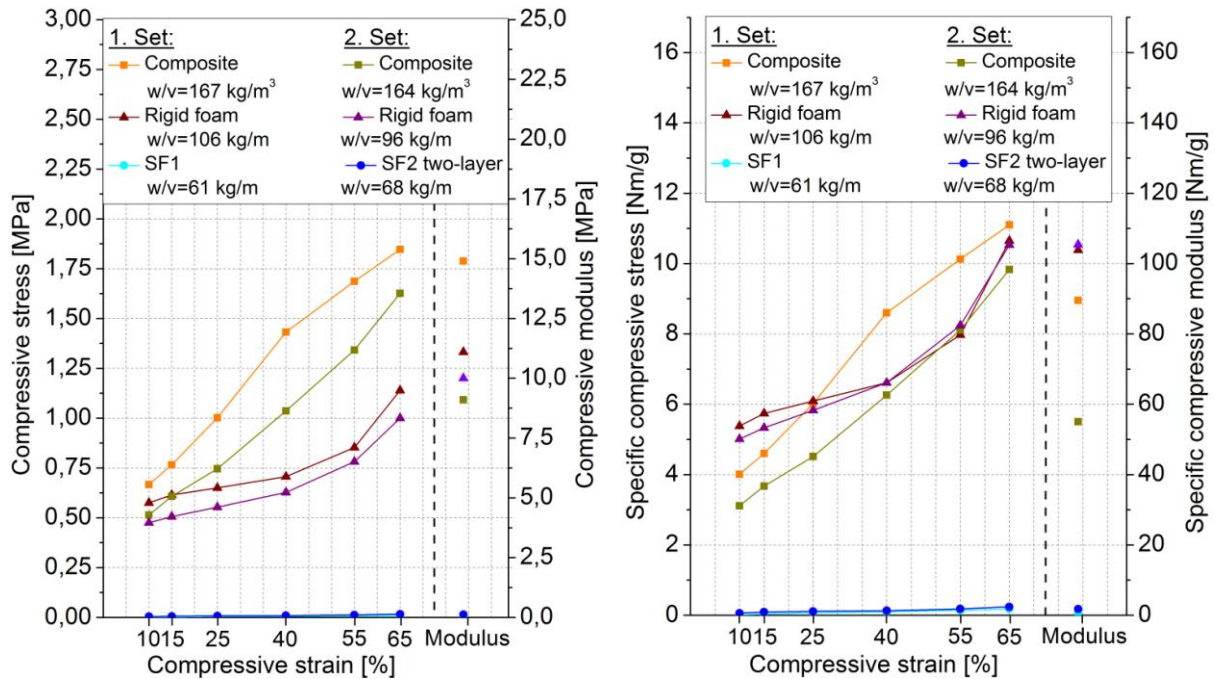 3,00
2,75
2,50
2,25
2,00
1,75
1,50
1,25
1,00
0,75
0,50
0,25
0,00
Compressive stress [MPa]
1. Set:
Composite
w/v=167 kg/m³
Rigid foam
w/v=106 kg/m
SF1
w/v=61 kg/m
2. Set:
Composite
w/v=164 kg/m³
Rigid foam
w/v=96 kg/m
SF2 two-layer
w/v=68 kg/m
25,0
22,5
20,0
17,5
15,0
12,5
10,0
7,5
5,0
2,5
0,0
Compressive modulus [MPa]
10 15 25 40 55 65 Modulus
Compressive strain [%]
16
14
12
10
8
6
4
2
0
Specific compressive stress [Nm/g]
1. Set:
Composite
w/v=167 kg/m³
Rigid foam
w/v=106 kg/m
SF1
w/v=61 kg/m
2. Set:
Composite
w/v=164 kg/m³
Rigid foam
w/v=96 kg/m
SF2 two-layer
w/v=68 kg/m
160
140
120
100
80
60
40
20
0
Specific compressive modulus [Nm/g]
10 15 25 40 55 65 Modulus
Compressive strain [%]